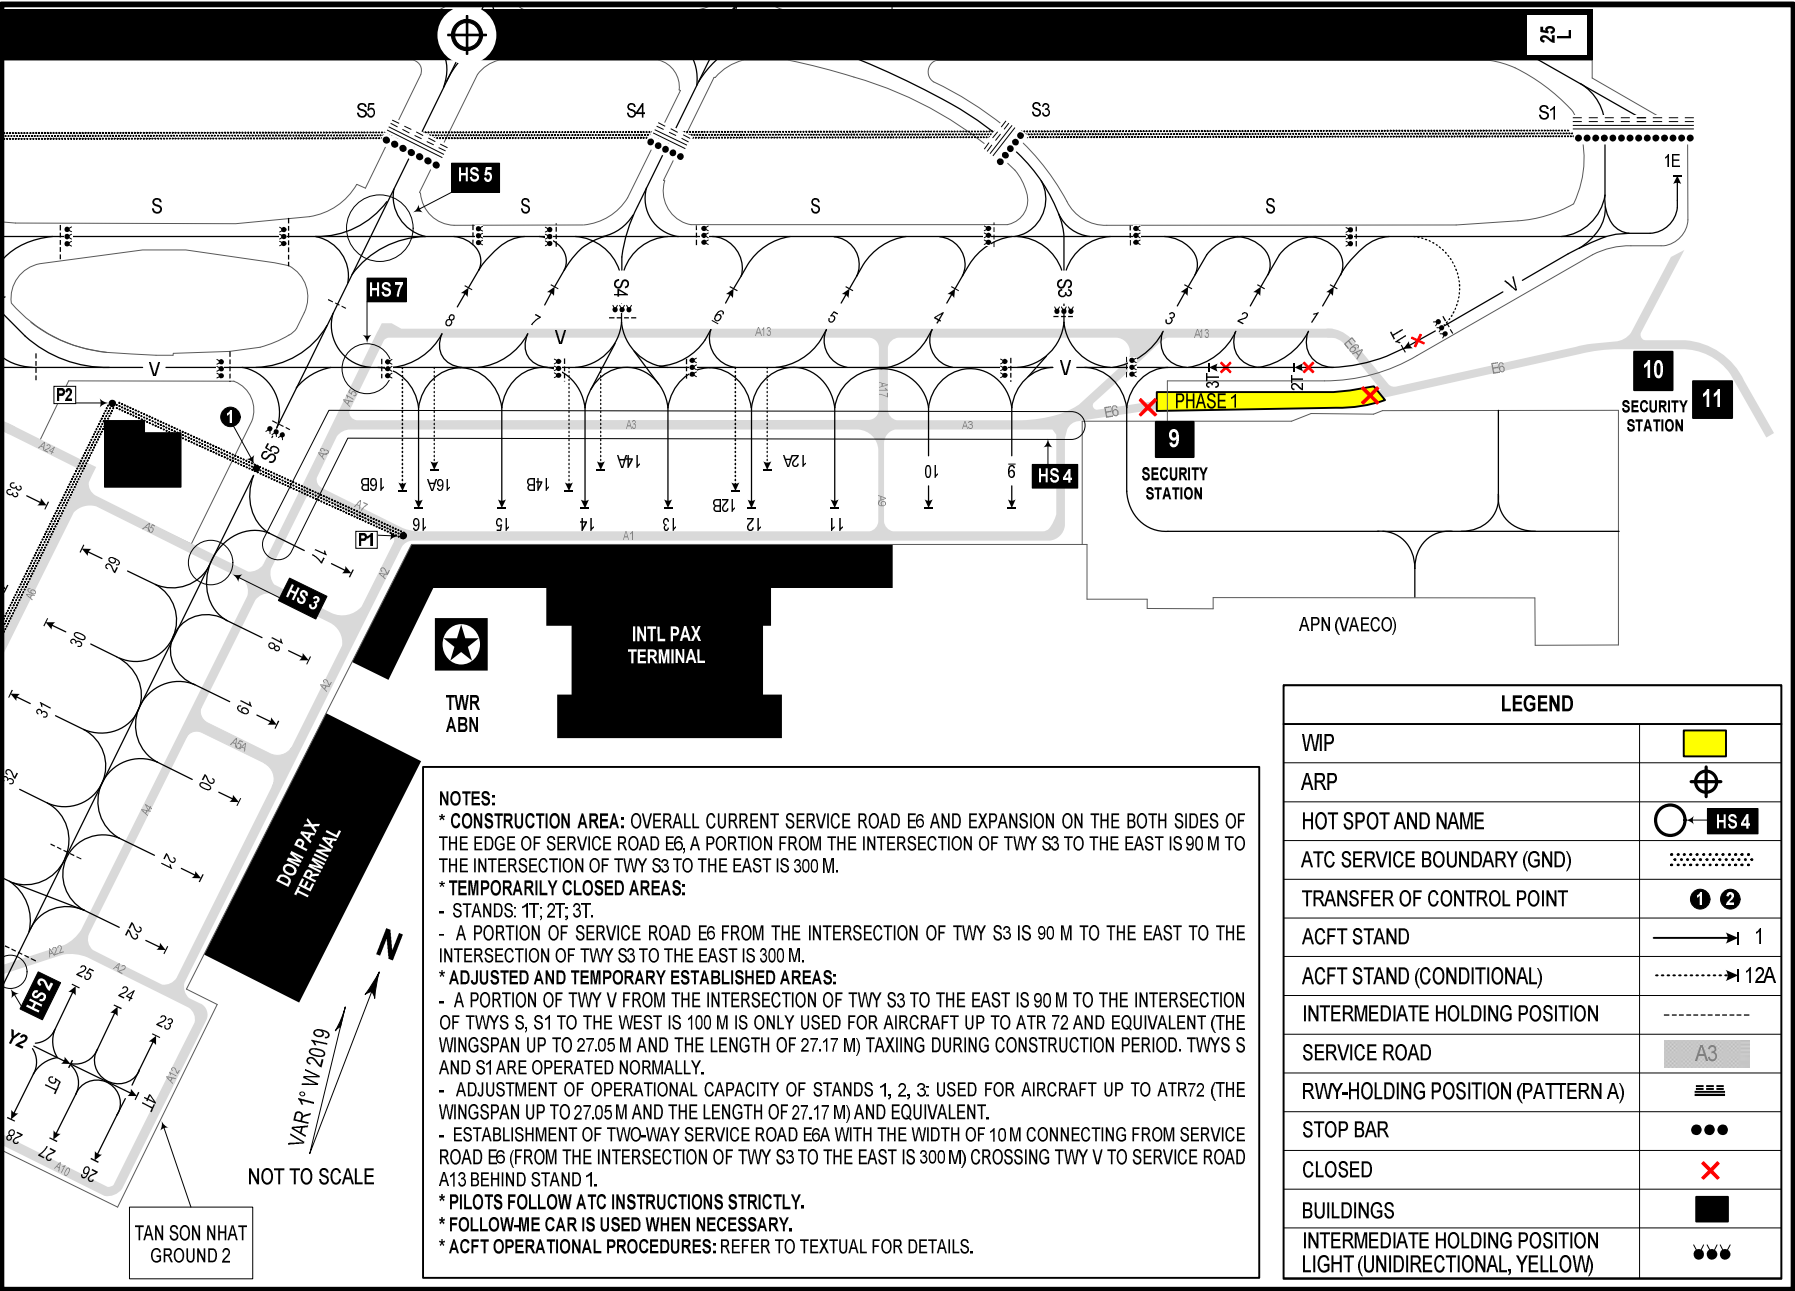 25
L
S5
S4
S3
S1
1E
HS 5
S
S
S
S
HS 7
S4
S3
V
8
7
V
6
5
4
3
2
1
A13
A13
E6A
1T
V
V
E6
P2
3T
2T
10
11
SECURITY
STATION
1
A15
A17
E6
PHASE 1
9
SECURITY
STATION
A24
S5
A3
A3
A3
HS 4
33
16B
16A
14B
14A
12B
12A
10
9
A7
A5
A9
16
15
14
13
12
11
P1
A1
17
A2
29
A6
HS 3
30
18
INTL PAX
TERMINAL
APN (VAECO)
TWR
ABN
A2
31
19
A5A
32
20
A4
DOM PAX
TERMINAL
21
22
A22
A2
25
24
23
HS 2
Y2
5T
4T
A12
28
27
26
A10
N
VAR 1° W 2019
NOT TO SCALE
TAN SON NHAT
GROUND 2
NOTES:
* CONSTRUCTION AREA: OVERALL CURRENT SERVICE ROAD E6 AND EXPANSION ON THE BOTH SIDES OF
THE EDGE OF SERVICE ROAD E6, A PORTION FROM THE INTERSECTION OF TWY S3 TO THE EAST IS 90 M TO
THE INTERSECTION OF TWY S3 TO THE EAST IS 300 M.
* TEMPORARILY CLOSED AREAS:
- STANDS: 1T; 2T; 3T.
- A PORTION OF SERVICE ROAD E6 FROM THE INTERSECTION OF TWY S3 IS 90 M TO THE EAST TO THE
INTERSECTION OF TWY S3 TO THE EAST IS 300 M.
* ADJUSTED AND TEMPORARY ESTABLISHED AREAS:
- A PORTION OF TWY V FROM THE INTERSECTION OF TWY S3 TO THE EAST IS 90 M TO THE INTERSECTION
OF TWYS S, S1 TO THE WEST IS 100 M IS ONLY USED FOR AIRCRAFT UP TO ATR 72 AND EQUIVALENT (THE
WINGSPAN UP TO 27.05 M AND THE LENGTH OF 27.17 M) TAXIING DURING CONSTRUCTION PERIOD. TWYS S
AND S1 ARE OPERATED NORMALLY.
- ADJUSTMENT OF OPERATIONAL CAPACITY OF STANDS 1, 2, 3: USED FOR AIRCRAFT UP TO ATR72 (THE
WINGSPAN UP TO 27.05 M AND THE LENGTH OF 27.17 M) AND EQUIVALENT.
- ESTABLISHMENT OF TWO-WAY SERVICE ROAD E6A WITH THE WIDTH OF 10 M CONNECTING FROM SERVICE
ROAD E6 (FROM THE INTERSECTION OF TWY S3 TO THE EAST IS 300 M) CROSSING TWY V TO SERVICE ROAD
A13 BEHIND STAND 1.
* PILOTS FOLLOW ATC INSTRUCTIONS STRICTLY.
* FOLLOW-ME CAR IS USED WHEN NECESSARY.
* ACFT OPERATIONAL PROCEDURES: REFER TO TEXTUAL FOR DETAILS.
LEGEND
WIP
ARP
HOT SPOT AND NAME HS 4
ATC SERVICE BOUNDARY (GND)
TRANSFER OF CONTROL POINT 1 2
ACFT STAND 1
ACFT STAND (CONDITIONAL) 12A
INTERMEDIATE HOLDING POSITION
SERVICE ROAD A3
RWY-HOLDING POSITION (PATTERN A)
STOP BAR
CLOSED
BUILDINGS
INTERMEDIATE HOLDING POSITION
LIGHT (UNIDIRECTIONAL, YELLOW)